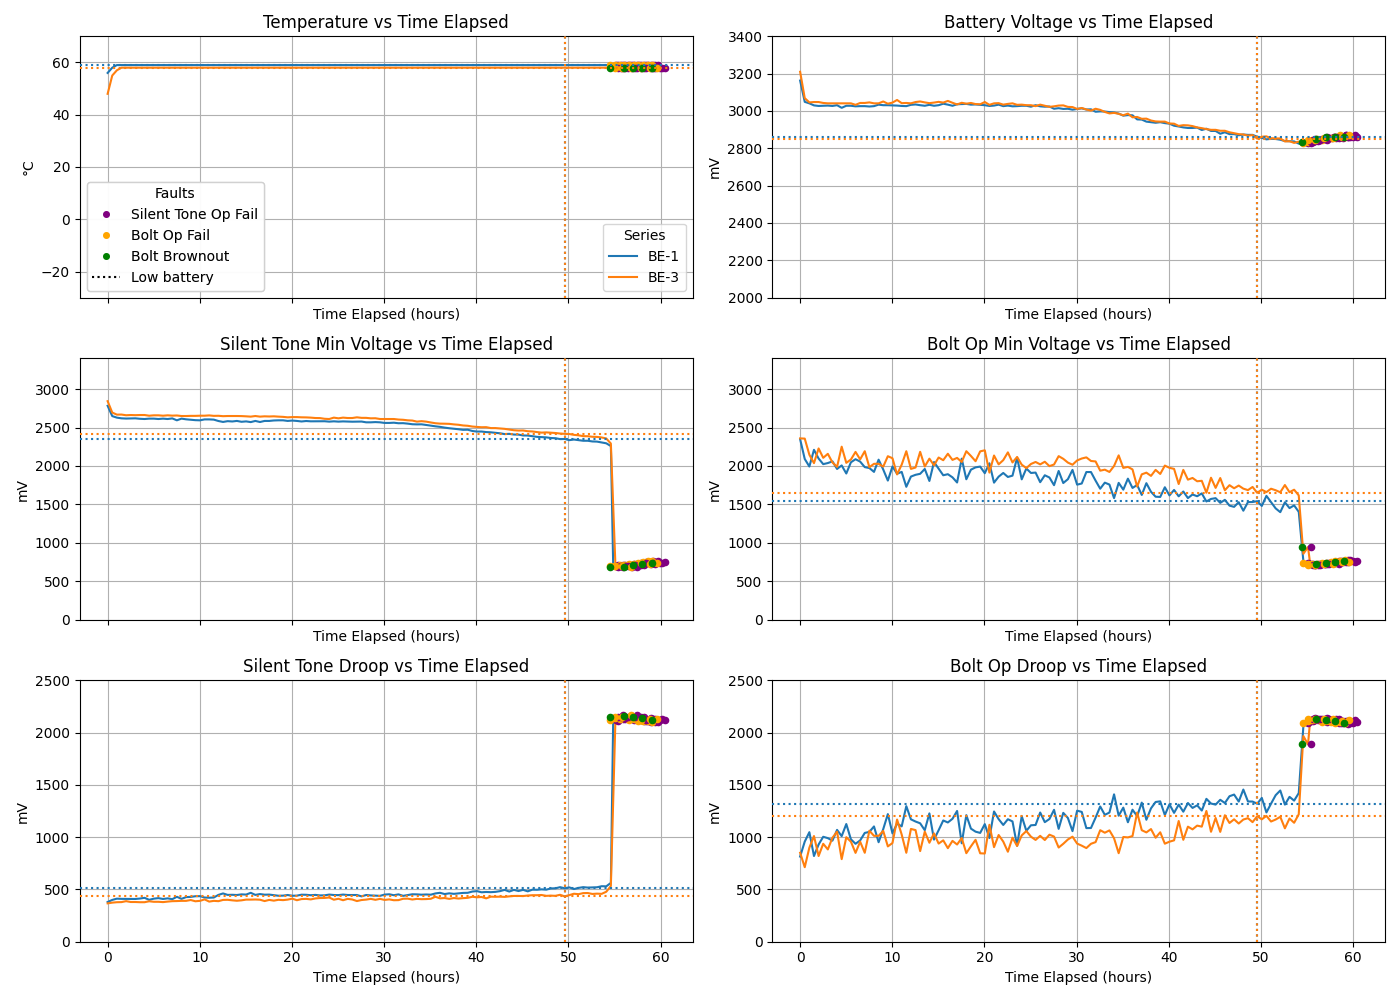 Temperature vs Time Elapsed
°C
60
40
20
0
−20
Faults
Silent Tone Op Fail
Bolt Op Fail
Bolt Brownout
Low battery
Series
BE-1
BE-3
Time Elapsed (hours)
Battery Voltage vs Time Elapsed
mV
3400
3200
3000
2800
2600
2400
2200
2000
Time Elapsed (hours)
Silent Tone Min Voltage vs Time Elapsed
mV
3000
2500
2000
1500
1000
500
0
Time Elapsed (hours)
Bolt Op Min Voltage vs Time Elapsed
mV
3000
2500
2000
1500
1000
500
0
Time Elapsed (hours)
Silent Tone Droop vs Time Elapsed
mV
2500
2000
1500
1000
500
0
0 10 20 30 40 50 60
Time Elapsed (hours)
Bolt Op Droop vs Time Elapsed
mV
2500
2000
1500
1000
500
0
0 10 20 30 40 50 60
Time Elapsed (hours)